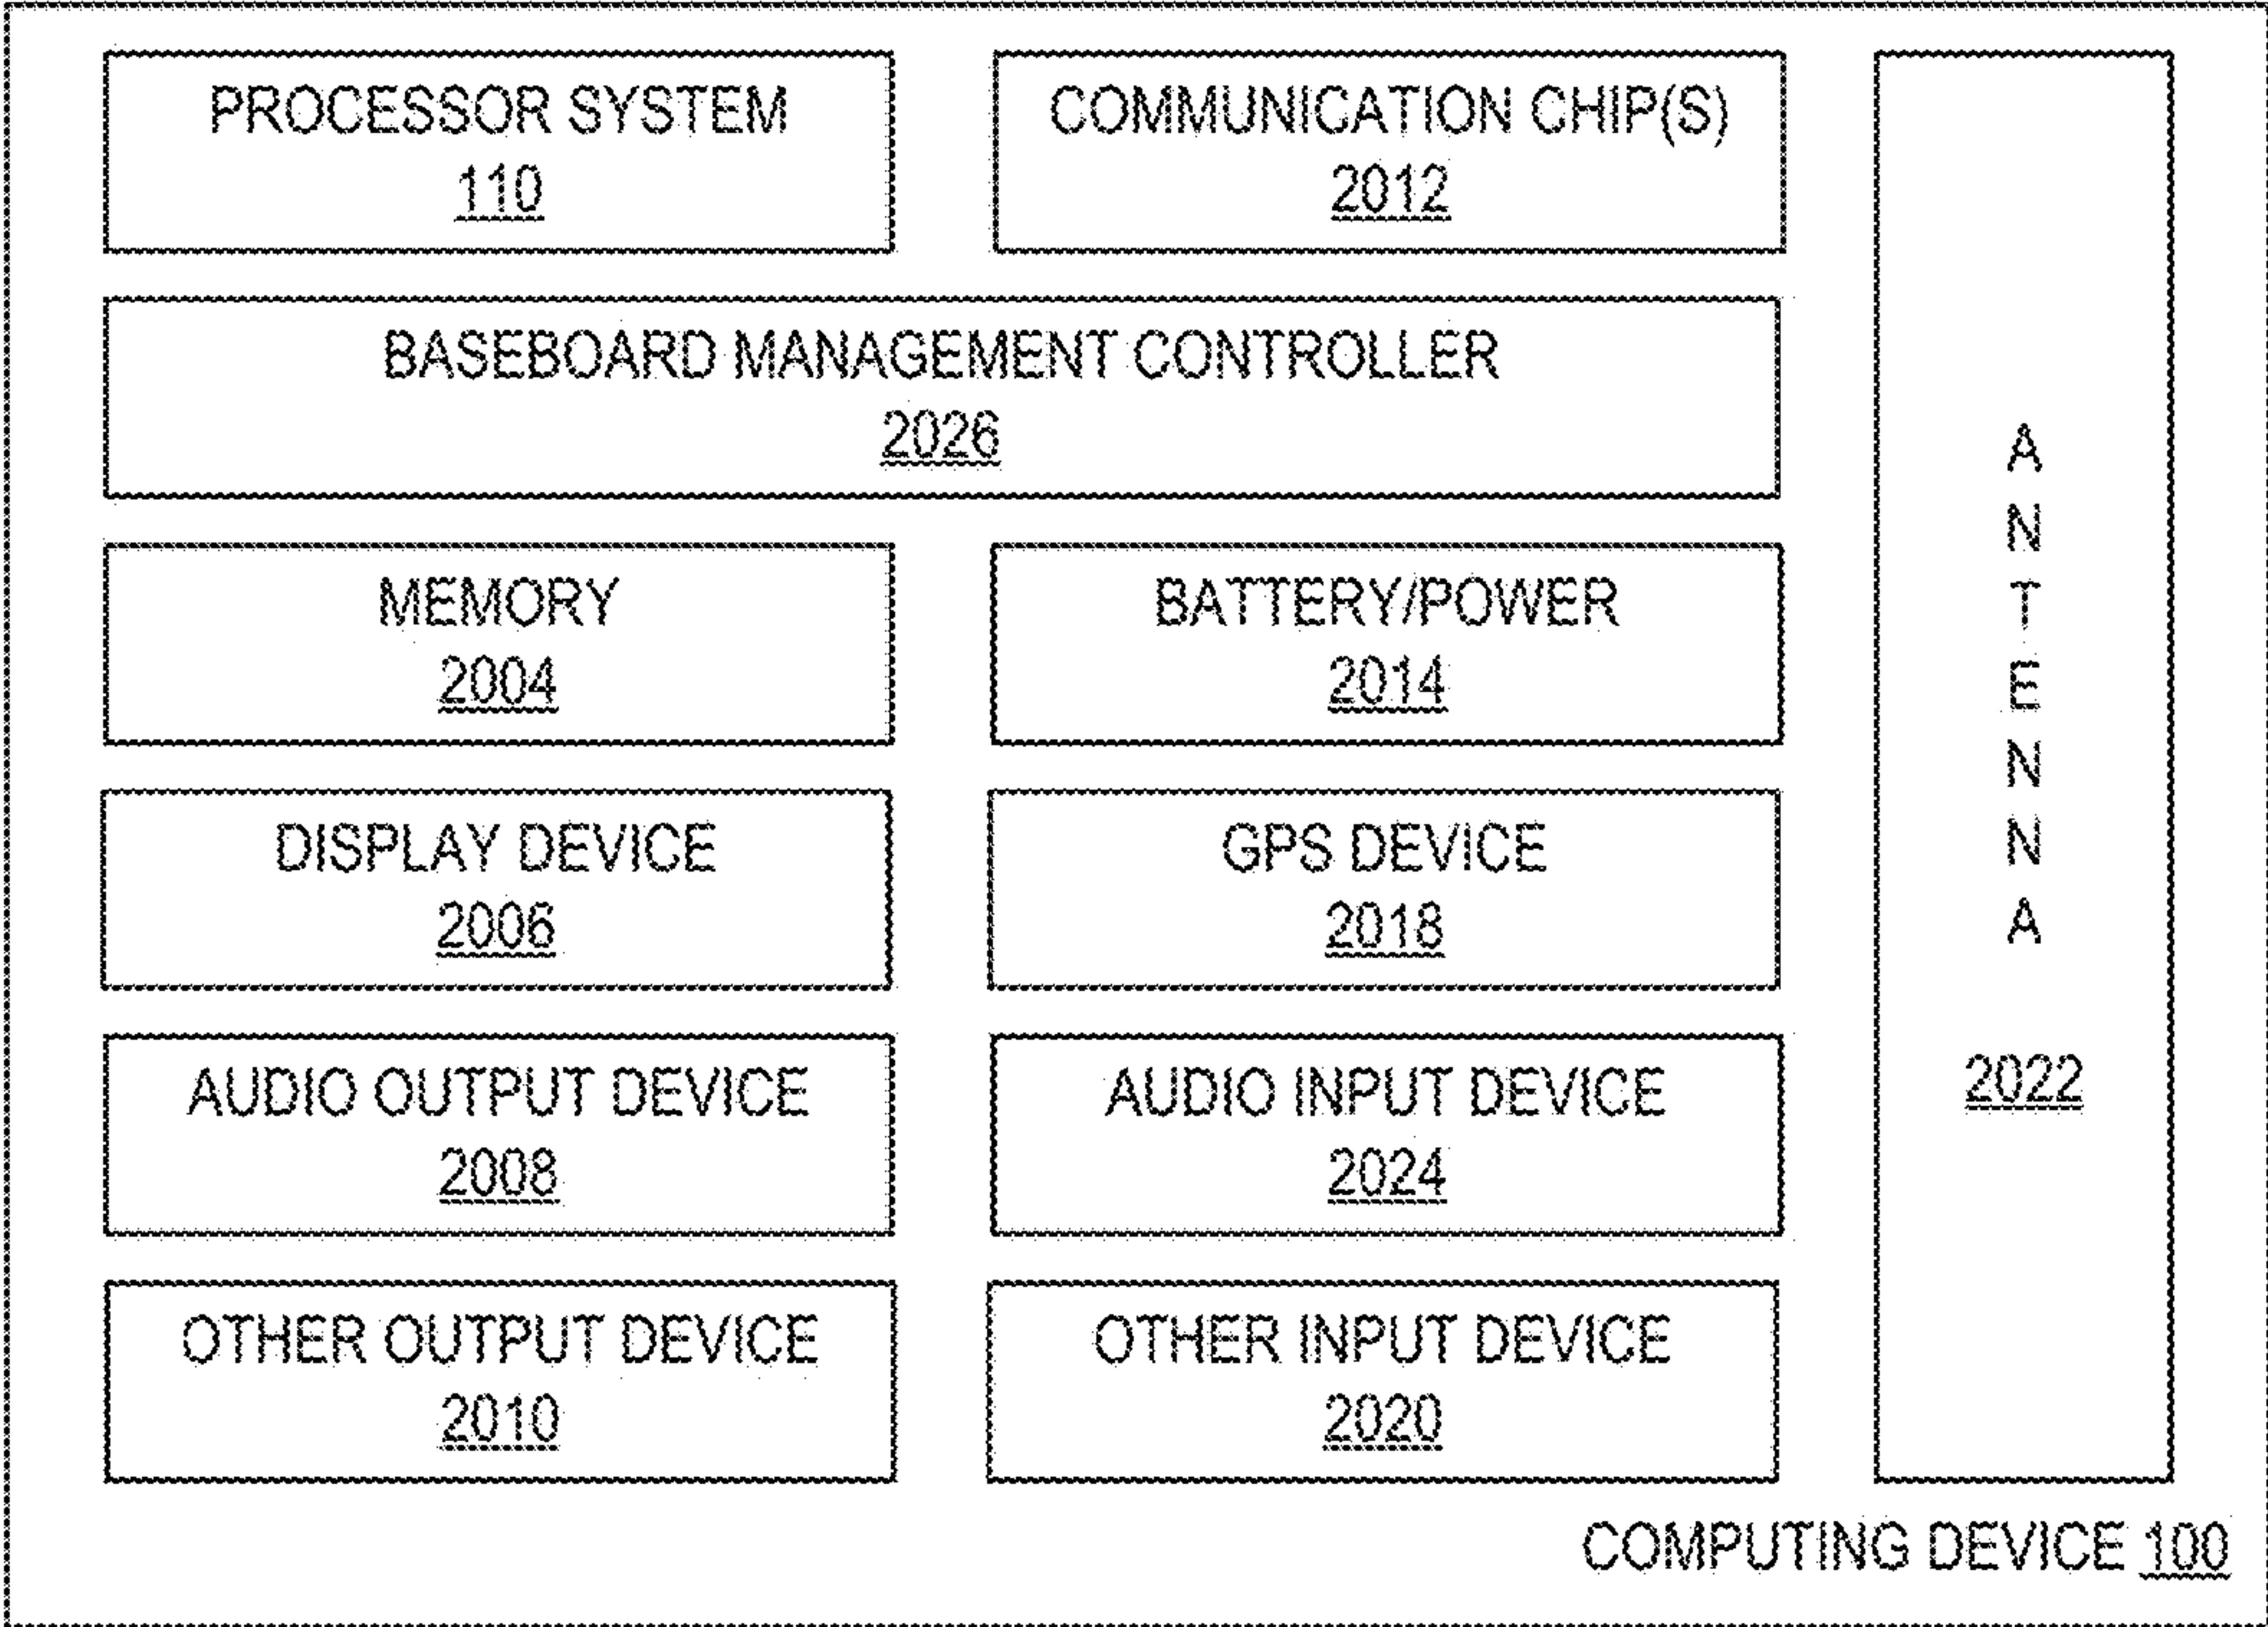 PROCESSOR SYSTEM
110
COMMUNICATION CHIP(S)
2012
BASEBOARD MANAGEMENT CONTROLLER
2026
MEMORY
2004
BATTERY/POWER
2014
DISPLAY DEVICE
2006
GPS DEVICE
2018
AUDIO OUTPUT DEVICE
2008
AUDIO INPUT DEVICE
2024
OTHER OUTPUT DEVICE
2010
OTHER INPUT DEVICE
2020
ANTENNA
2022
COMPUTING DEVICE 100